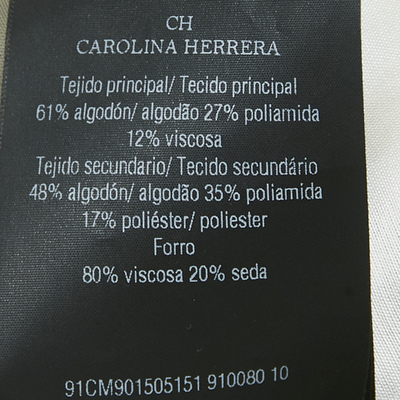 CH
CAROLINA HERRERA
Tejido principal/ Tecido principal
61% algodón/ algodão 27% poliamida
12% viscosa
Tejido secundario/ Tecido secundário
48% algodón/ algodão 35% poliamida
17% poliéster/ poliester
Forro
80% viscosa 20% seda
91CM901505151 910080 10